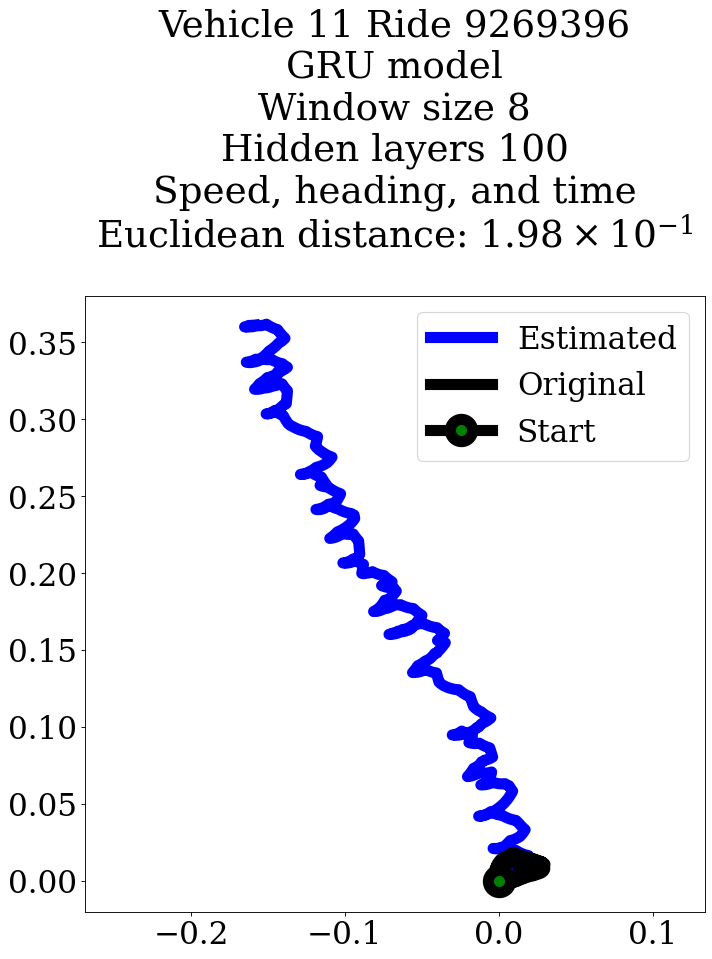 Vehicle 11 Ride 9269396
GRU model
Window size 8
Hidden layers 100
Speed, heading, and time
Euclidean distance: 1.98 × 10⁻¹
Estimated
Original
Start
0.35
0.30
0.25
0.20
0.15
0.10
0.05
0.00
−0.2 −0.1 0.0 0.1